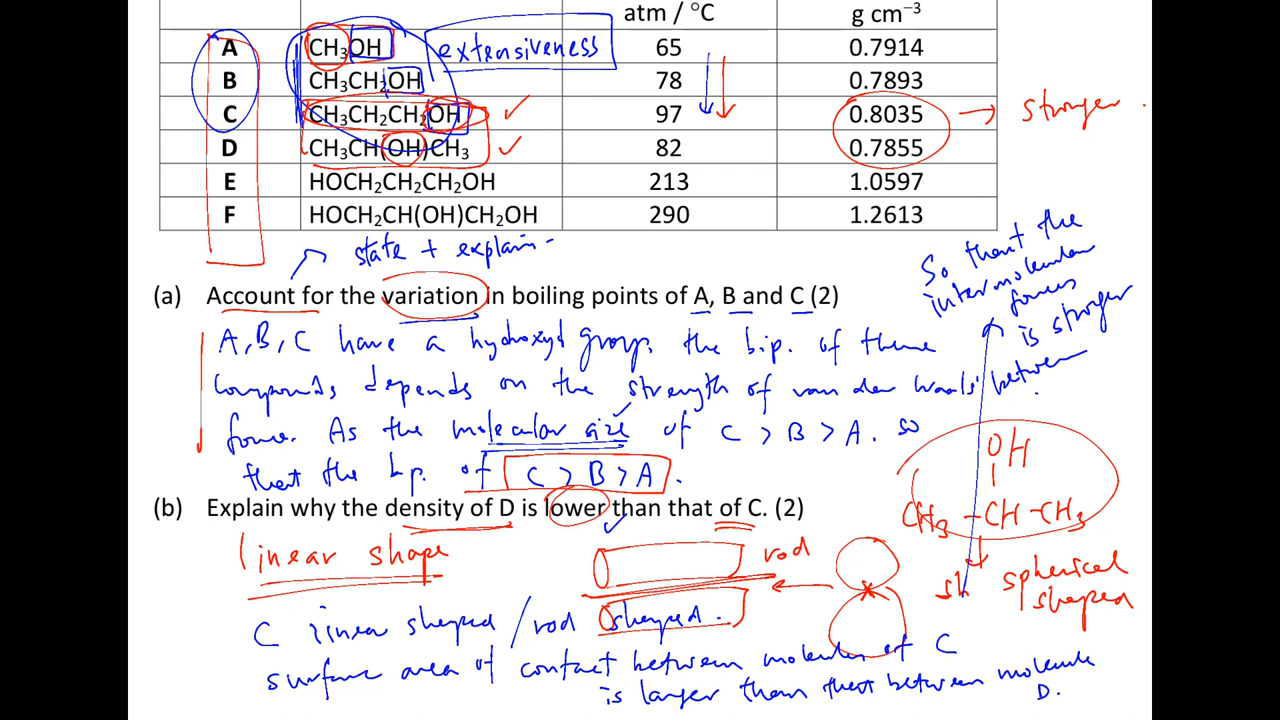 atm / °C g cm⁻³
A CH₃OH extensiveness 65 0.7914
B CH₃CH₂OH 78 0.7893
C CH₃CH₂CH₂OH ✓ 97 0.8035 → stronger.
D CH₃CH(OH)CH₃ ✓ 82 0.7855
E HOCH₂CH₂CH₂OH 213 1.0597
F HOCH₂CH(OH)CH₂OH 290 1.2613
state + explain
(a) Account for the variation in boiling points of A, B and C (2)
A, B, C have a hydroxyl group. the b.p. of these
compounds depends on the strength of van der Waals'
force. As the molecular size of C > B > A. so
that the b.p. of C > B > A.
So that the
intermolecular
forces
is stronger
between
OH
CH₃ - CH - CH₃
(b) Explain why the density of D is lower than that of C. (2)
linear shape
rod
spherical
shaped
C linear shaped / rod shaped.
surface area of contact between molecules of C
is larger than that between molecule
D.